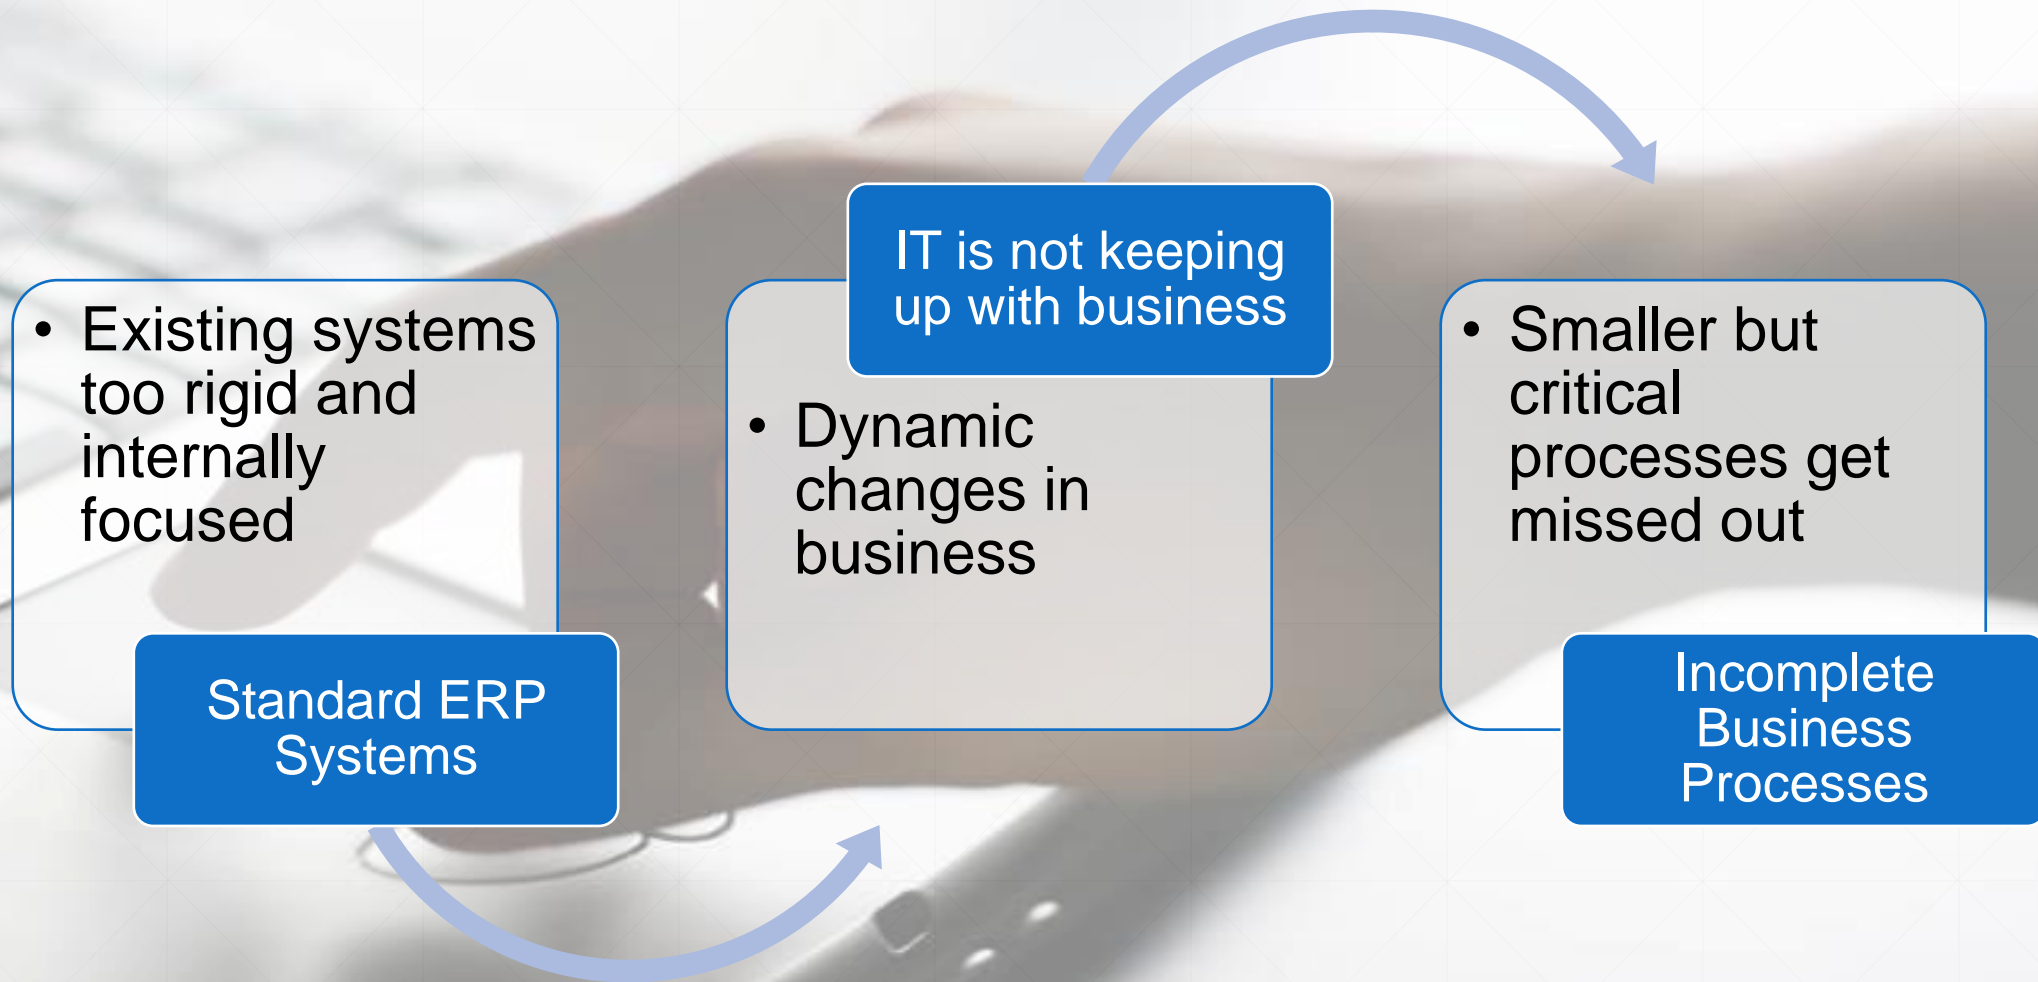 • Existing systems
too rigid and
internally
focused
Standard ERP
Systems
IT is not keeping
up with business
• Dynamic
changes in
business
• Smaller but
critical
processes get
missed out
Incomplete
Business
Processes